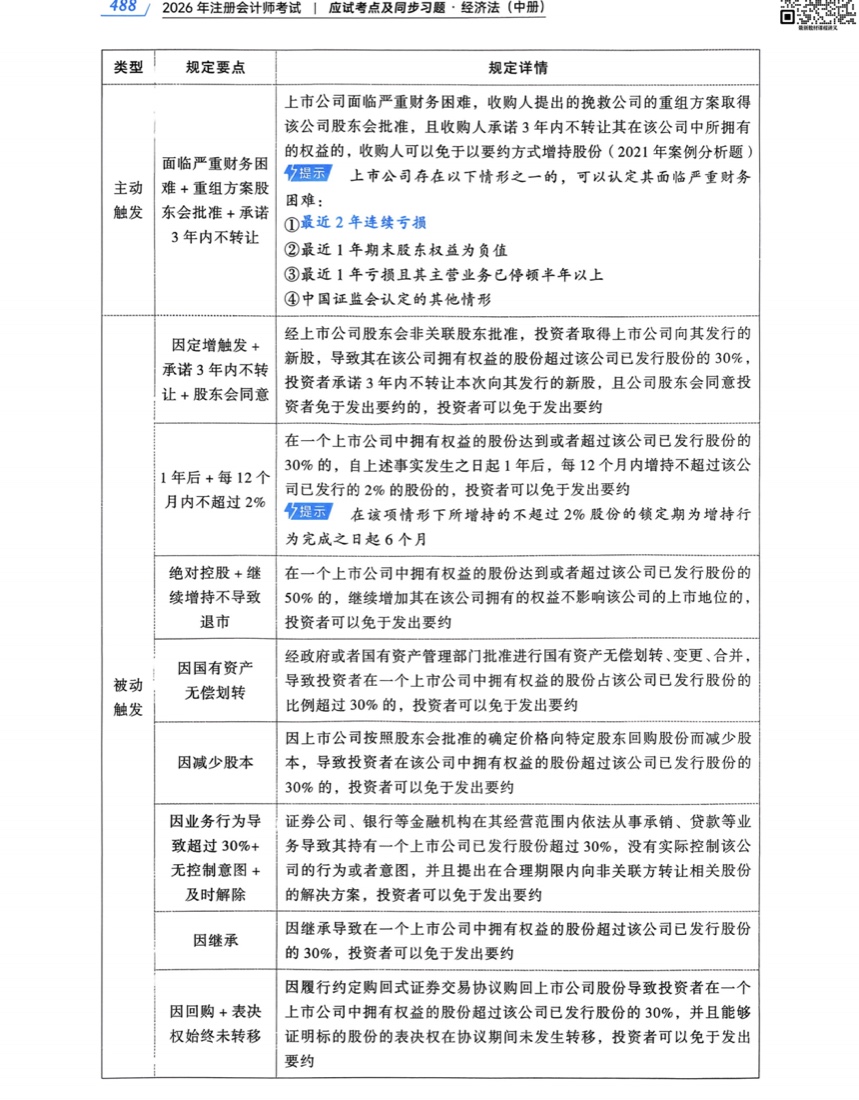 488 2026 年注册会计师考试 | 应试考点及同步习题·经济法（中册）
类型 规定要点 规定详情
主动
触发
面临严重财务困
难 + 重组方案股
东会批准 + 承诺
3 年内不转让
上市公司面临严重财务困难，收购人提出的挽救公司的重组方案取得
该公司股东会批准，且收购人承诺 3 年内不转让其在该公司中所拥有
的权益的，收购人可以免于以要约方式增持股份（2021 年案例分析题）
提示 上市公司存在以下情形之一的，可以认定其面临严重财务
困难：
①最近 2 年连续亏损
②最近 1 年期末股东权益为负值
③最近 1 年亏损且其主营业务已停顿半年以上
④中国证监会认定的其他情形
被动
触发
因定增触发 +
承诺 3 年内不转
让 + 股东会同意
经上市公司股东会非关联股东批准，投资者取得上市公司向其发行的
新股，导致其在该公司拥有权益的股份超过该公司已发行股份的 30%，
投资者承诺 3 年内不转让本次向其发行的新股，且公司股东会同意投
资者免于发出要约的，投资者可以免于发出要约
1 年后 + 每 12 个
月内不超过 2%
在一个上市公司中拥有权益的股份达到或者超过该公司已发行股份的
30% 的，自上述事实发生之日起 1 年后，每 12 个月内增持不超过该公
司已发行的 2% 的股份的，投资者可以免于发出要约
提示 在该项情形下所增持的不超过 2% 股份的锁定期为增持行
为完成之日起 6 个月
绝对控股 + 继
续增持不导致
退市
在一个上市公司中拥有权益的股份达到或者超过该公司已发行股份的
50% 的，继续增加其在该公司拥有的权益不影响该公司的上市地位的，
投资者可以免于发出要约
因国有资产
无偿划转
经政府或者国有资产管理部门批准进行国有资产无偿划转、变更、合并，
导致投资者在一个上市公司中拥有权益的股份占该公司已发行股份的
比例超过 30% 的，投资者可以免于发出要约
因减少股本
因上市公司按照股东会批准的确定价格向特定股东回购股份而减少股
本，导致投资者在该公司中拥有权益的股份超过该公司已发行股份的
30% 的，投资者可以免于发出要约
因业务行为导
致超过 30%+
无控制意图 +
及时解除
证券公司、银行等金融机构在其经营范围内依法从事承销、贷款等业
务导致其持有一个上市公司已发行股份超过 30%，没有实际控制该公
司的行为或者意图，并且提出在合理期限内向非关联方转让相关股份
的解决方案，投资者可以免于发出要约
因继承
因继承导致在一个上市公司中拥有权益的股份超过该公司已发行股份
的 30%，投资者可以免于发出要约
因回购 + 表决
权始终未转移
因履行约定购回式证券交易协议购回上市公司股份导致投资者在一个
上市公司中拥有权益的股份超过该公司已发行股份的 30%，并且能够
证明标的股份的表决权在协议期间未发生转移，投资者可以免于发出
要约